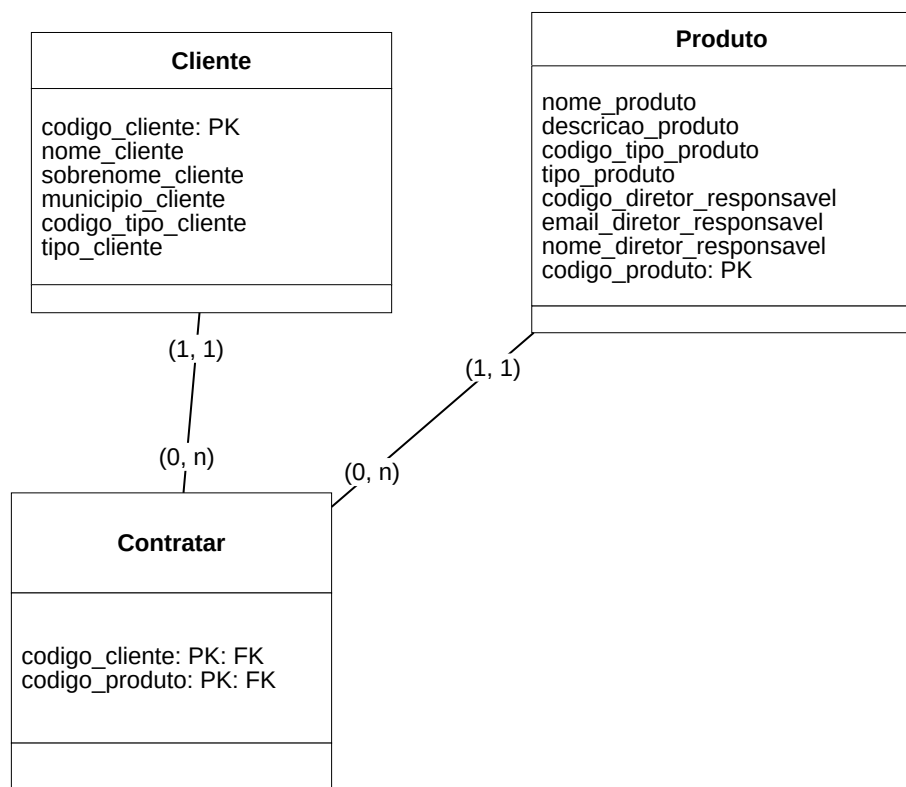 Cliente
codigo_cliente: PK
nome_cliente
sobrenome_cliente
municipio_cliente
codigo_tipo_cliente
tipo_cliente
Produto
nome_produto
descricao_produto
codigo_tipo_produto
tipo_produto
codigo_diretor_responsavel
email_diretor_responsavel
nome_diretor_responsavel
codigo_produto: PK
(1, 1)
(1, 1)
(0, n)
(0, n)
Contratar
codigo_cliente: PK: FK
codigo_produto: PK: FK